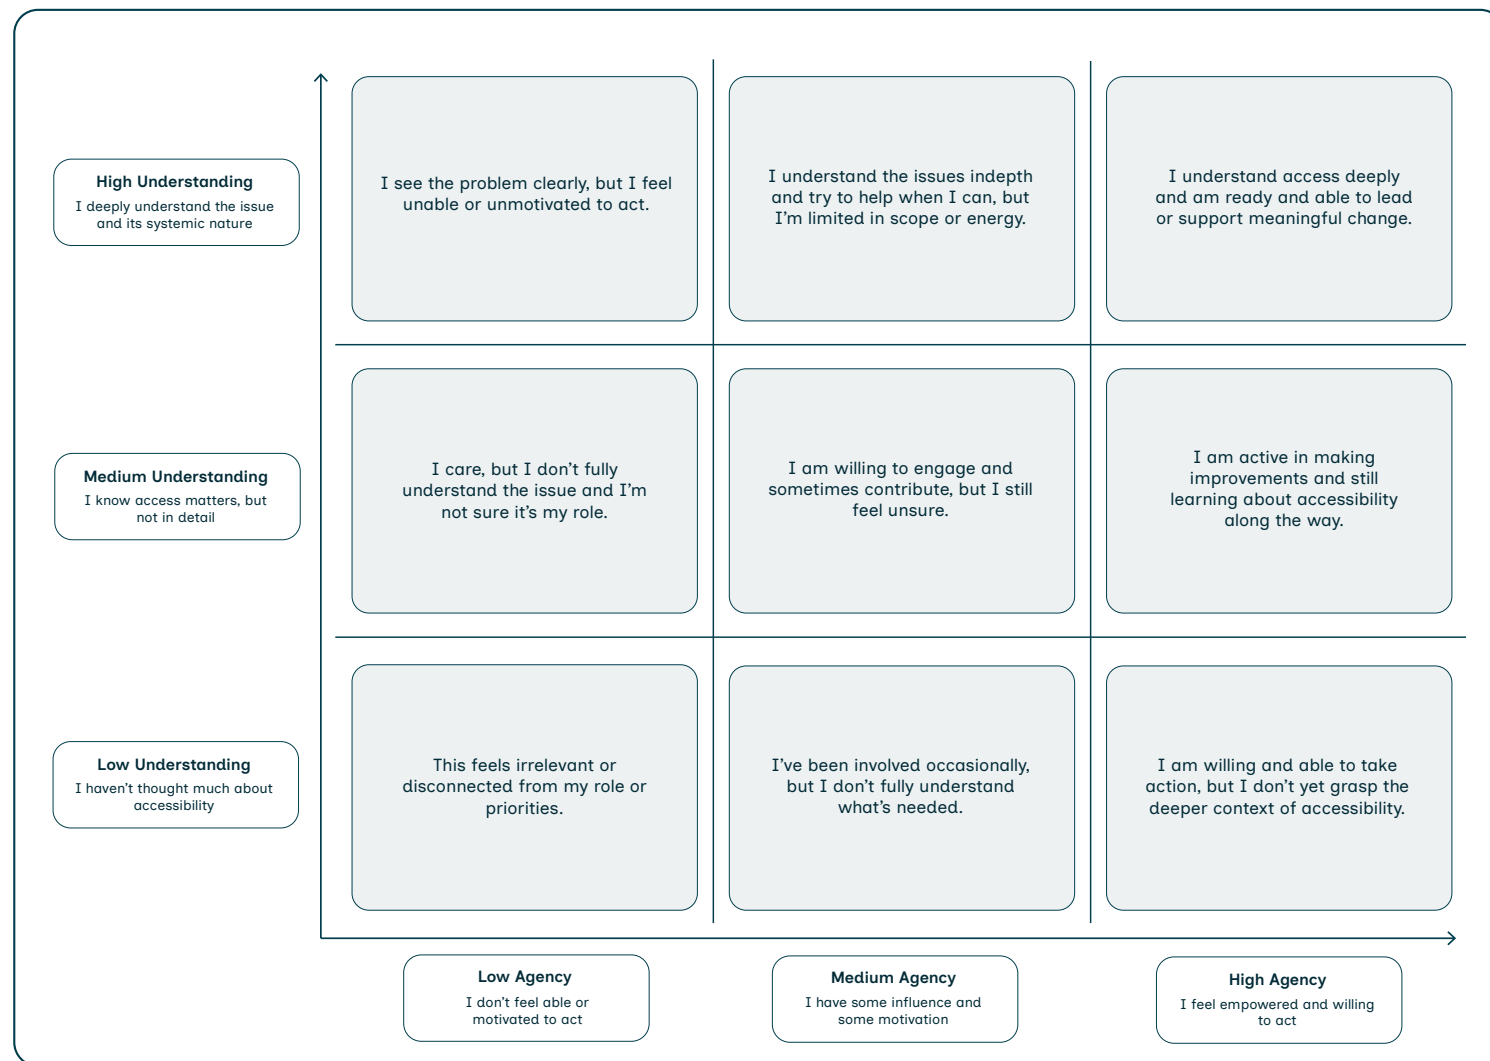 High Understanding
I deeply understand the issue
and its systemic nature
I see the problem clearly, but I feel
unable or unmotivated to act.
I understand the issues indepth
and try to help when I can, but
I'm limited in scope or energy.
I understand access deeply
and am ready and able to lead
or support meaningful change.
Medium Understanding
I know access matters, but
not in detail
I care, but I don't fully
understand the issue and I'm
not sure it's my role.
I am willing to engage and
sometimes contribute, but I still
feel unsure.
I am active in making
improvements and still
learning about accessibility
along the way.
Low Understanding
I haven't thought much about
accessibility
This feels irrelevant or
disconnected from my role or
priorities.
I've been involved occasionally,
but I don't fully understand
what's needed.
I am willing and able to take
action, but I don't yet grasp the
deeper context of accessibility.
Low Agency
I don't feel able or
motivated to act
Medium Agency
I have some influence and
some motivation
High Agency
I feel empowered and willing
to act